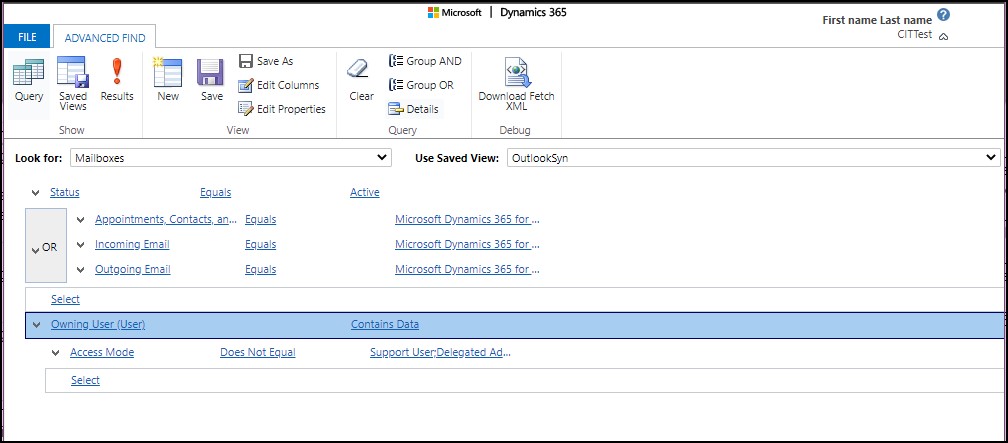 Microsoft | Dynamics 365
First name Last name
CITTest
FILE ADVANCED FIND
Query
Saved Views
Results
Show
New
Save
Save As
Edit Columns
Edit Properties
View
Clear
Group AND
Group OR
Details
Query
Download Fetch XML
Debug
Look for: Mailboxes Use Saved View: OutlookSyn
Status Equals Active
OR
Appointments, Contacts, an... Equals Microsoft Dynamics 365 for ...
Incoming Email Equals Microsoft Dynamics 365 for ...
Outgoing Email Equals Microsoft Dynamics 365 for ...
Select
Owning User (User) Contains Data
Access Mode Does Not Equal Support User;Delegated Ad...
Select